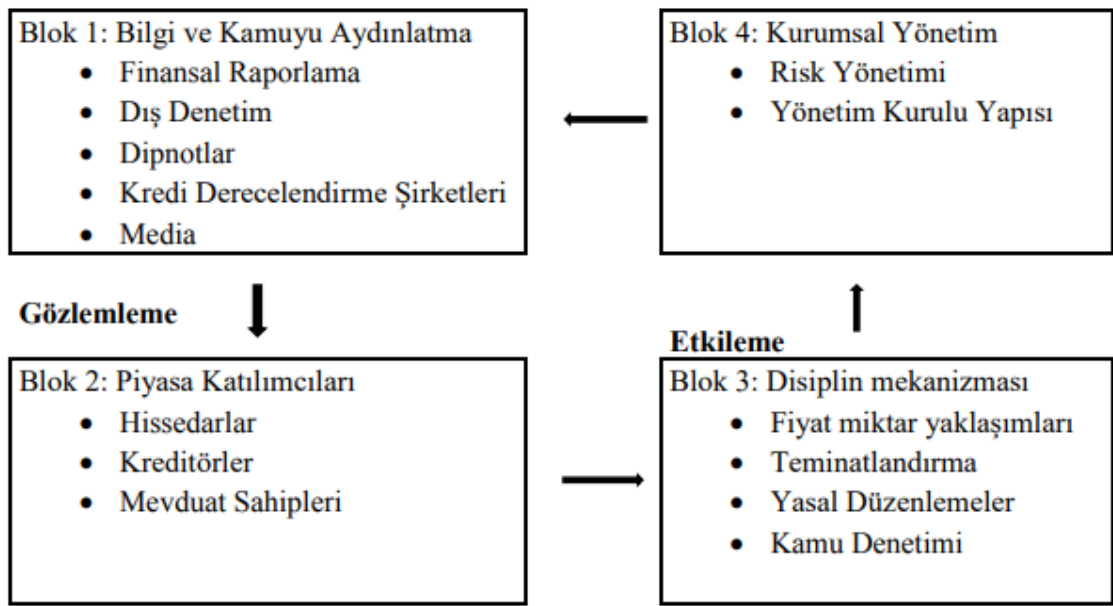 Blok 1: Bilgi ve Kamuyu Aydınlatma
• Finansal Raporlama
• Dış Denetim
• Dipnotlar
• Kredi Derecelendirme Şirketleri
• Media
Blok 4: Kurumsal Yönetim
• Risk Yönetimi
• Yönetim Kurulu Yapısı
Gözlemleme
Etkileme
Blok 2: Piyasa Katılımcıları
• Hissedarlar
• Kreditörler
• Mevduat Sahipleri
Blok 3: Disiplin mekanizması
• Fiyat miktar yaklaşımları
• Teminatlandırma
• Yasal Düzenlemeler
• Kamu Denetimi